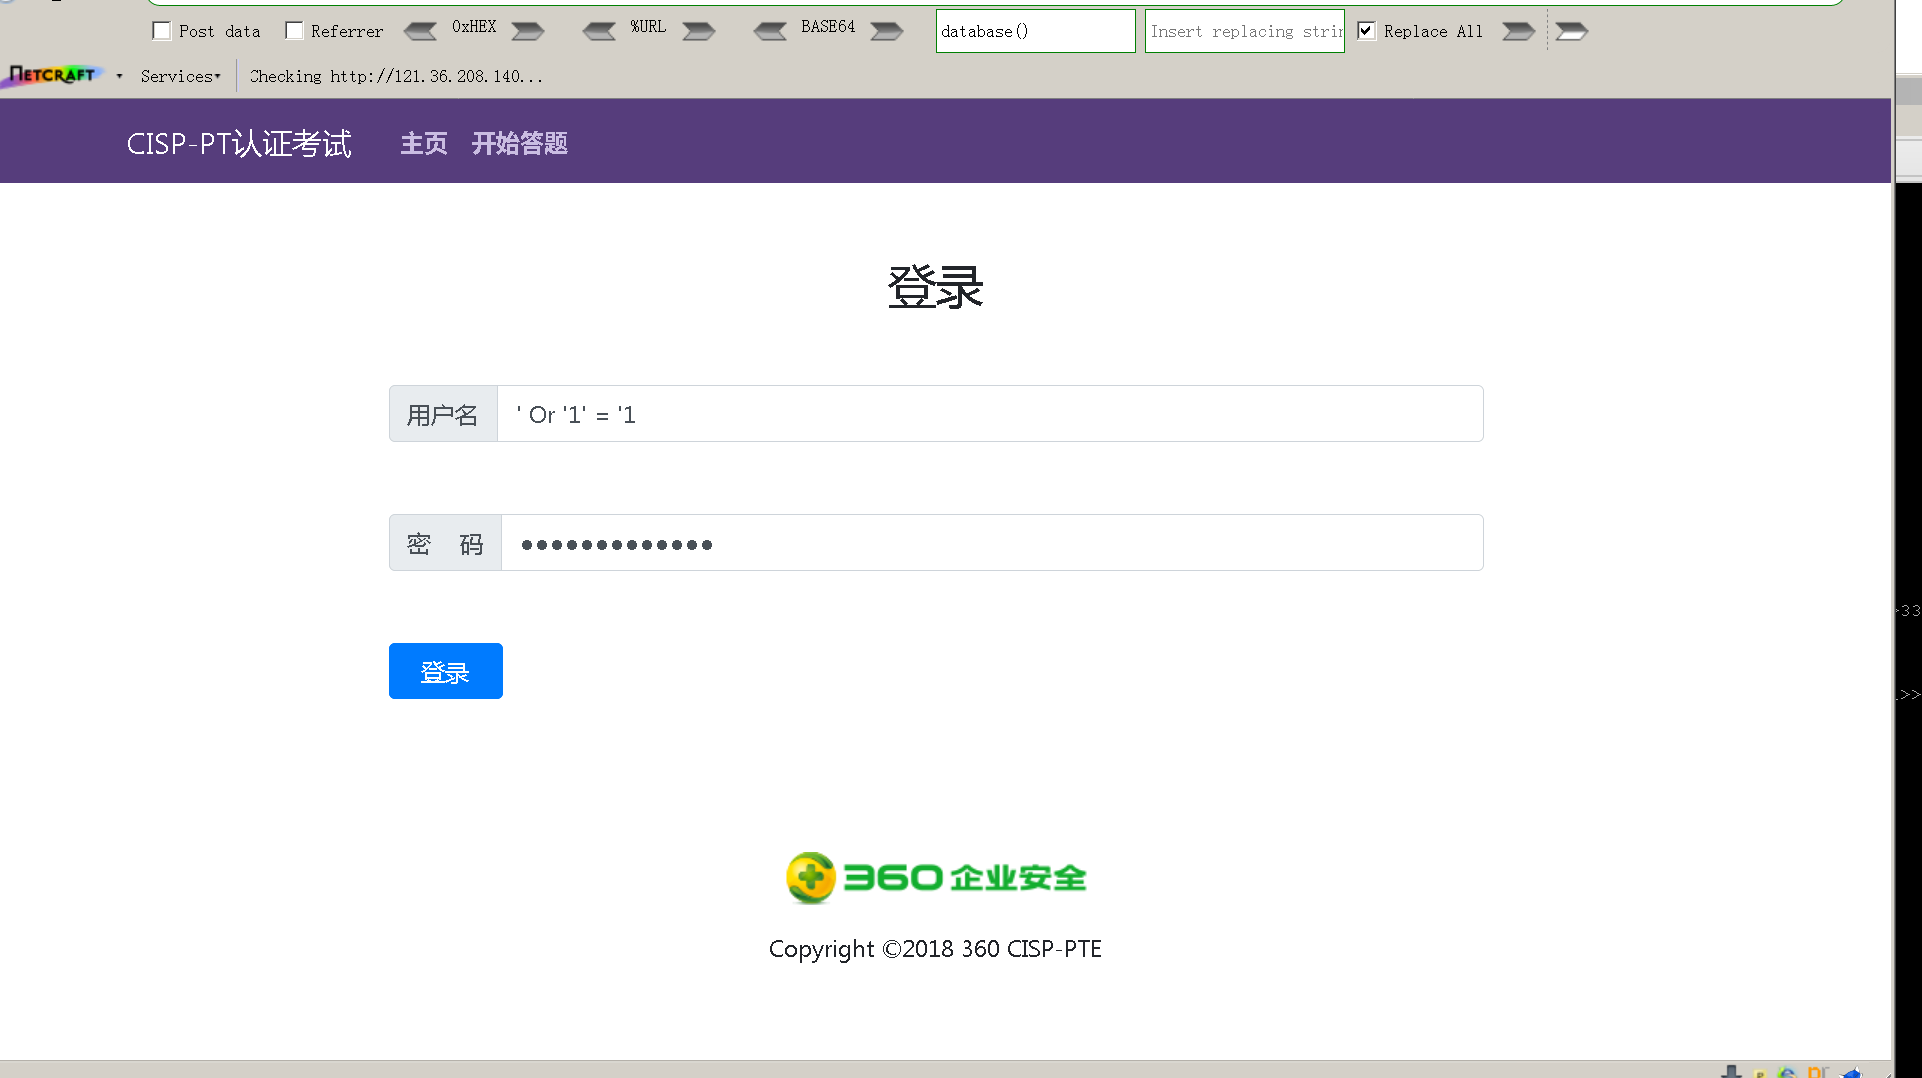 Post data Referrer 0xHEX %URL BASE64 database() Insert replacing strin Replace All
NETCRAFT Services Checking http://121.36.208.140...
CISP-PT认证考试 主页 开始答题
登录
用户名 ' Or '1' = '1
密 码 •••••••••••••
登录
>33
.>>
360企业安全
Copyright ©2018 360 CISP-PTE